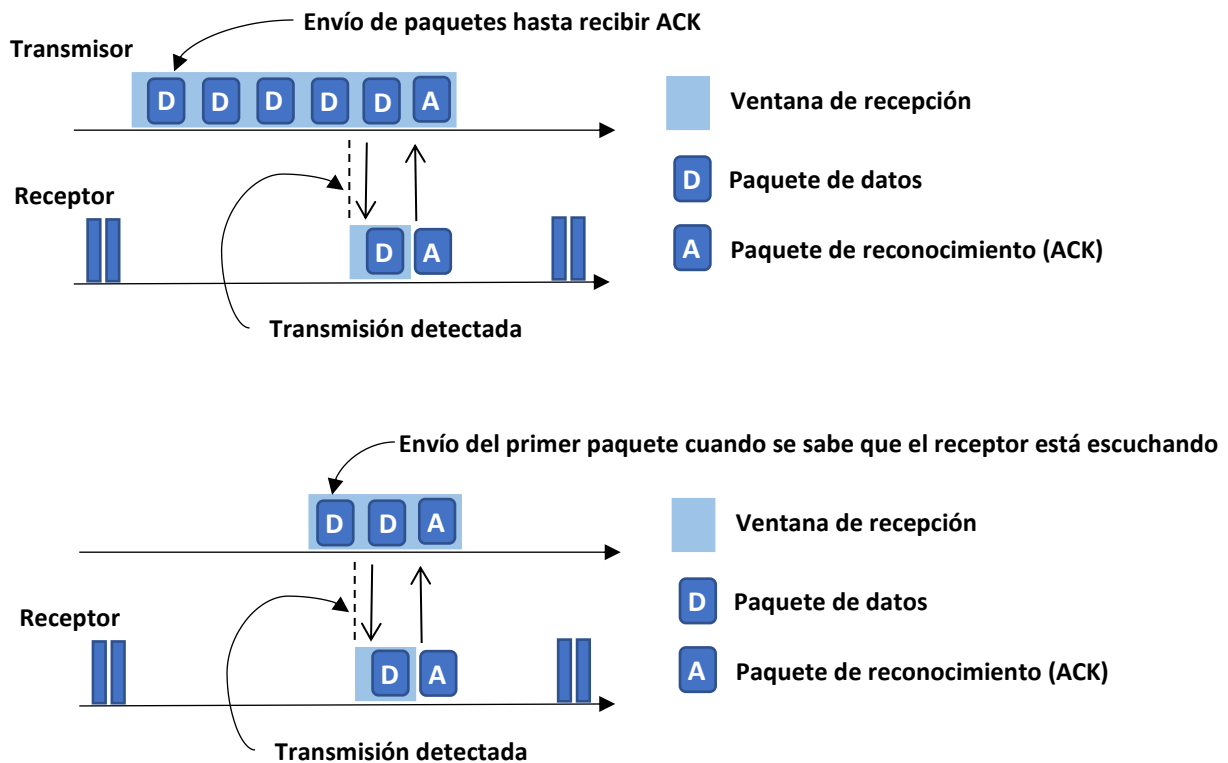 Envío de paquetes hasta recibir ACK
Transmisor
D D D D D A
Ventana de recepción
D Paquete de datos
Receptor
D A
A Paquete de reconocimiento (ACK)
Transmisión detectada
Envío del primer paquete cuando se sabe que el receptor está escuchando
D D A
Ventana de recepción
D Paquete de datos
Receptor
D A
A Paquete de reconocimiento (ACK)
Transmisión detectada